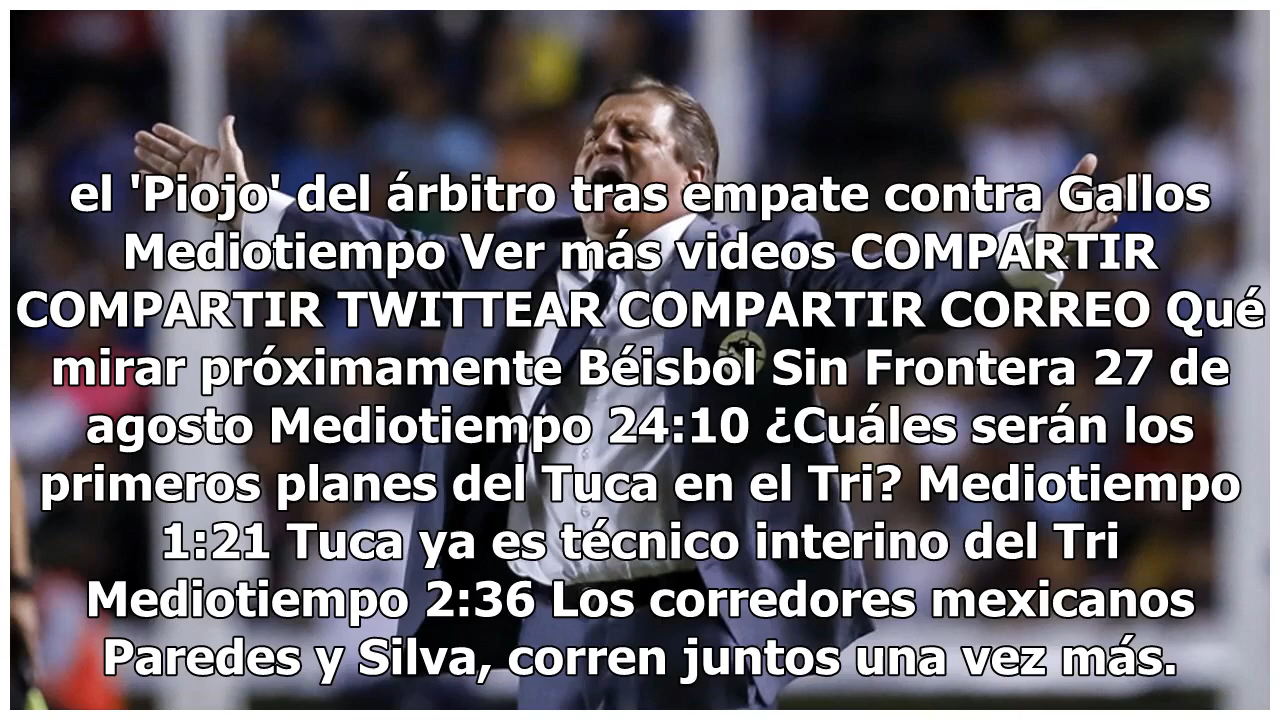 el 'Piojo' del árbitro tras empate contra Gallos
Mediotiempo Ver más videos COMPARTIR
COMPARTIR TWITTEAR COMPARTIR CORREO Qué
mirar próximamente Béisbol Sin Frontera 27 de
agosto Mediotiempo 24:10 ¿Cuáles serán los
primeros planes del Tuca en el Tri? Mediotiempo
1:21 Tuca ya es técnico interino del Tri
Mediotiempo 2:36 Los corredores mexicanos
Paredes y Silva, corren juntos una vez más.